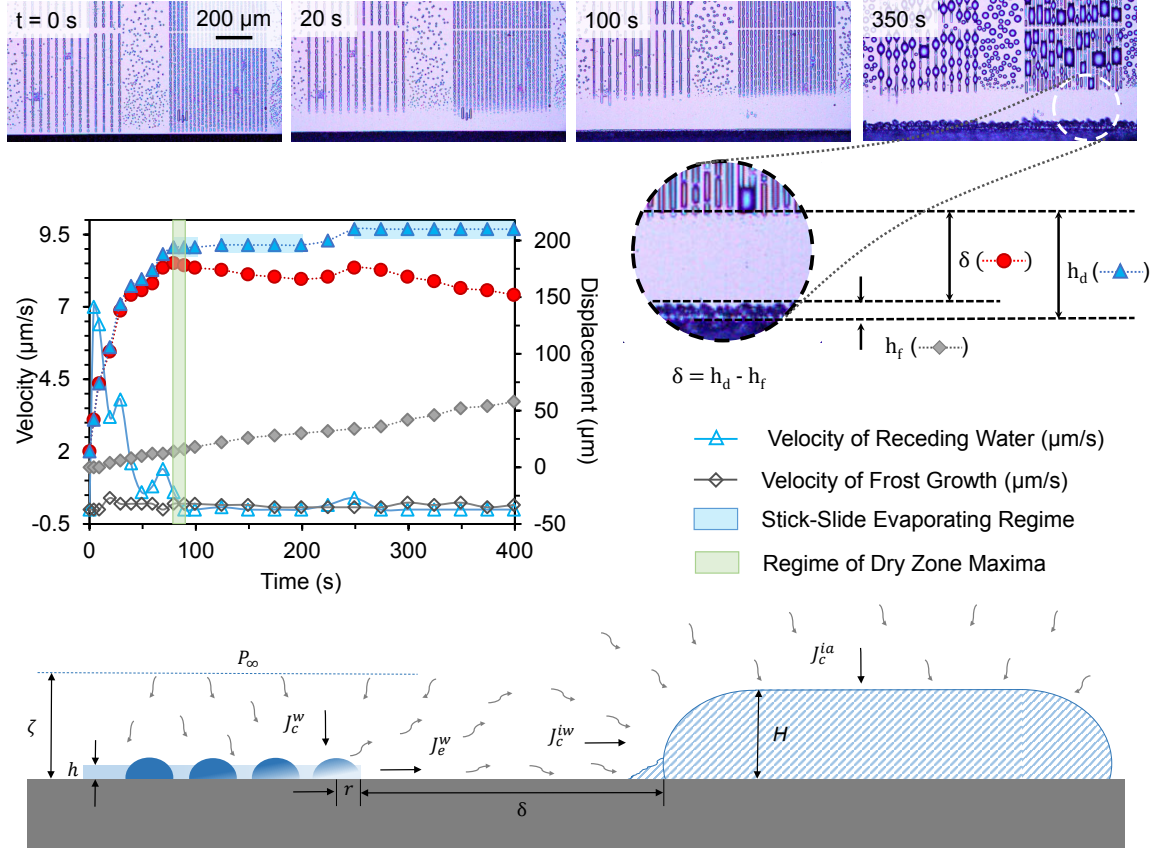 t = 0 s
200 µm
20 s
100 s
350 s
9.5
7
4.5
2
-0.5
Velocity (µm/s)
200
150
100
50
0
-50
Displacement (µm)
0
100
200
300
400
Time (s)
δ ( )
h_d ( )
h_f ( )
δ = h_d - h_f
Velocity of Receding Water (µm/s)
Velocity of Frost Growth (µm/s)
Stick-Slide Evaporating Regime
Regime of Dry Zone Maxima
P_∞
ζ
h
J_c^w
J_e^w
J_c^{iw}
J_c^{ia}
H
r
δ